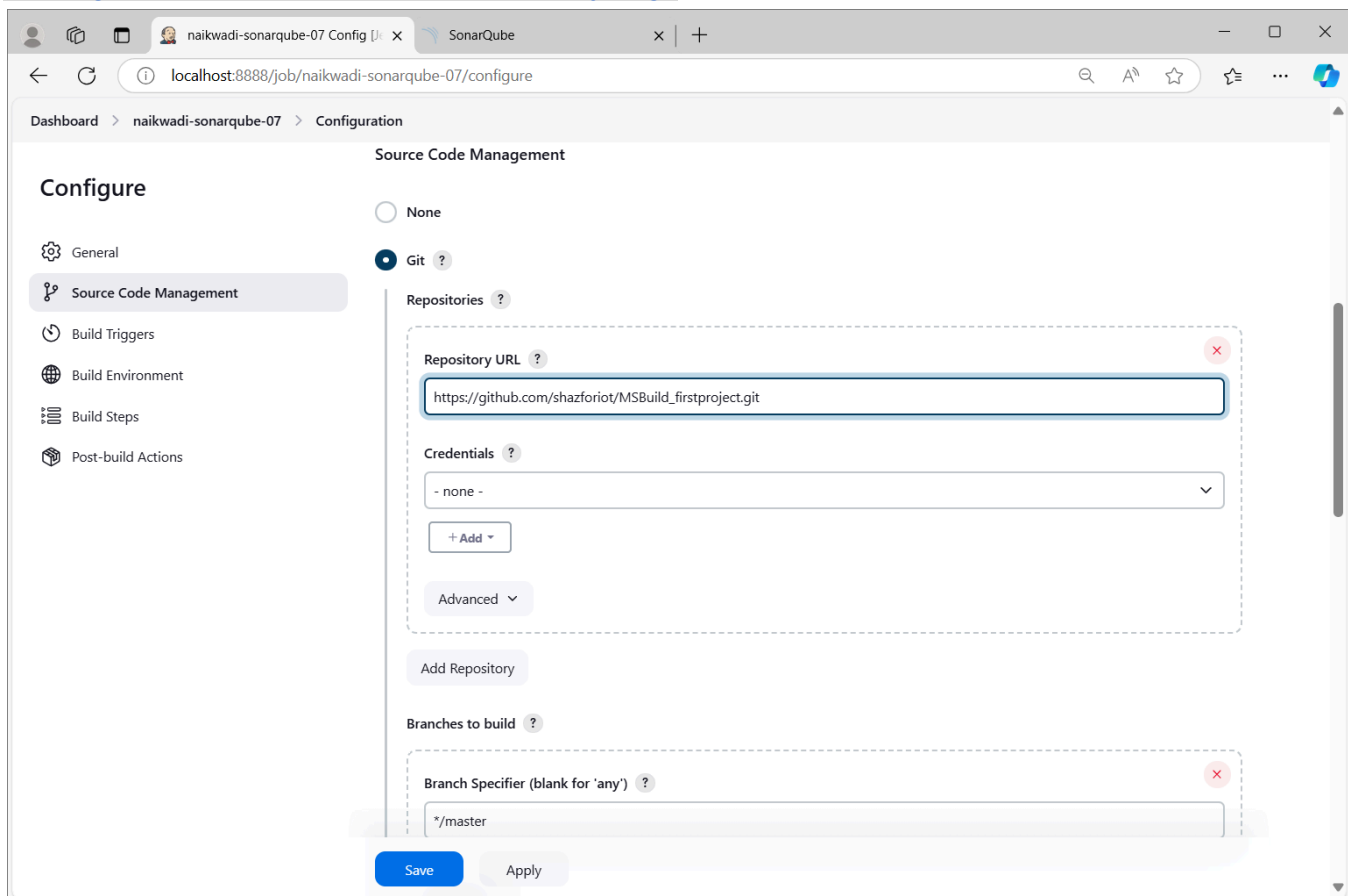 naikwadi-sonarqube-07 Config [Je
SonarQube
localhost:8888/job/naikwadi-sonarqube-07/configure
Dashboard > naikwadi-sonarqube-07 > Configuration
Configure
General
Source Code Management
Build Triggers
Build Environment
Build Steps
Post-build Actions
Source Code Management
None
Git ?
Repositories ?
Repository URL ?
https://github.com/shazforiot/MSBuild_firstproject.git
Credentials ?
- none -
+ Add
Advanced
Add Repository
Branches to build ?
Branch Specifier (blank for 'any') ?
*/master
Save Apply